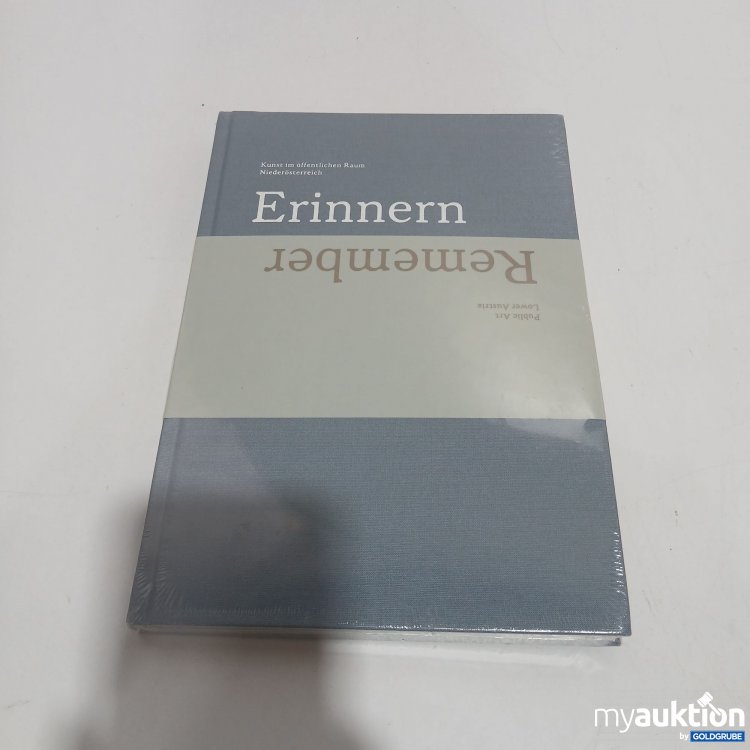 Kunst im öffentlichen Raum
Niederösterreich
Erinnern
Remember
Public Art
Lower Austria
myauktion
by GOLDGRUBE